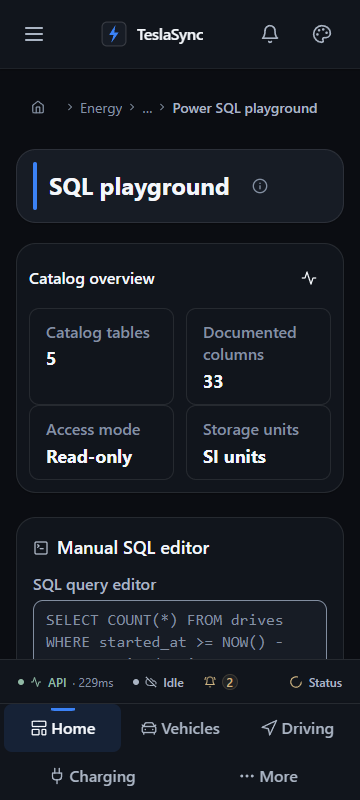 TeslaSync
Energy
...
Power SQL playground
SQL playground
Catalog overview
Catalog tables
5
Documented
columns
33
Access mode
Read-only
Storage units
SI units
Manual SQL editor
SQL query editor
SELECT COUNT(*) FROM drives
WHERE started_at >= NOW() -
API · 229ms
Idle
2
Status
Home
Vehicles
Driving
Charging
More